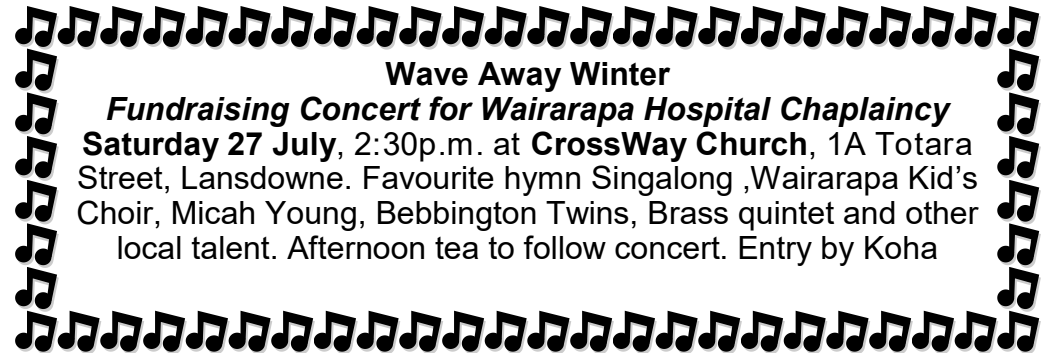 Wave Away Winter
Fundraising Concert for Wairarapa Hospital Chaplaincy
Saturday 27 July, 2:30p.m. at CrossWay Church, 1A Totara
Street, Lansdowne. Favourite hymn Singalong ,Wairarapa Kid’s
Choir, Micah Young, Bebbington Twins, Brass quintet and other
local talent. Afternoon tea to follow concert. Entry by Koha